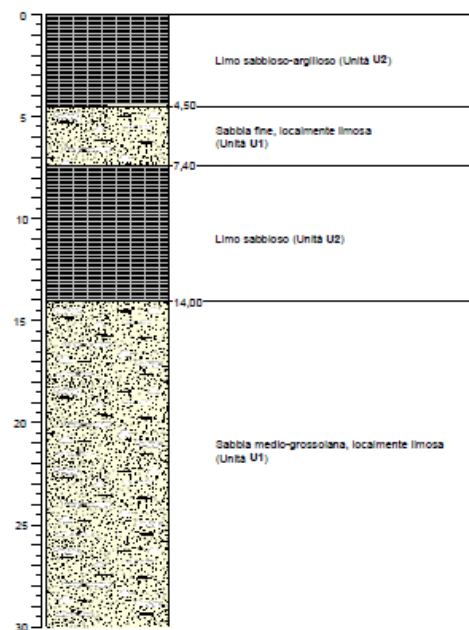 0
Limo sabbioso-argilloso (Unità U2)
4,50
5
Sabbia fine, localmente limosa
(Unità U1)
7,40
10
Limo sabbioso (Unità U2)
14,00
15
20
Sabbia medio-grossolana, localmente limosa
(Unità U1)
25
30